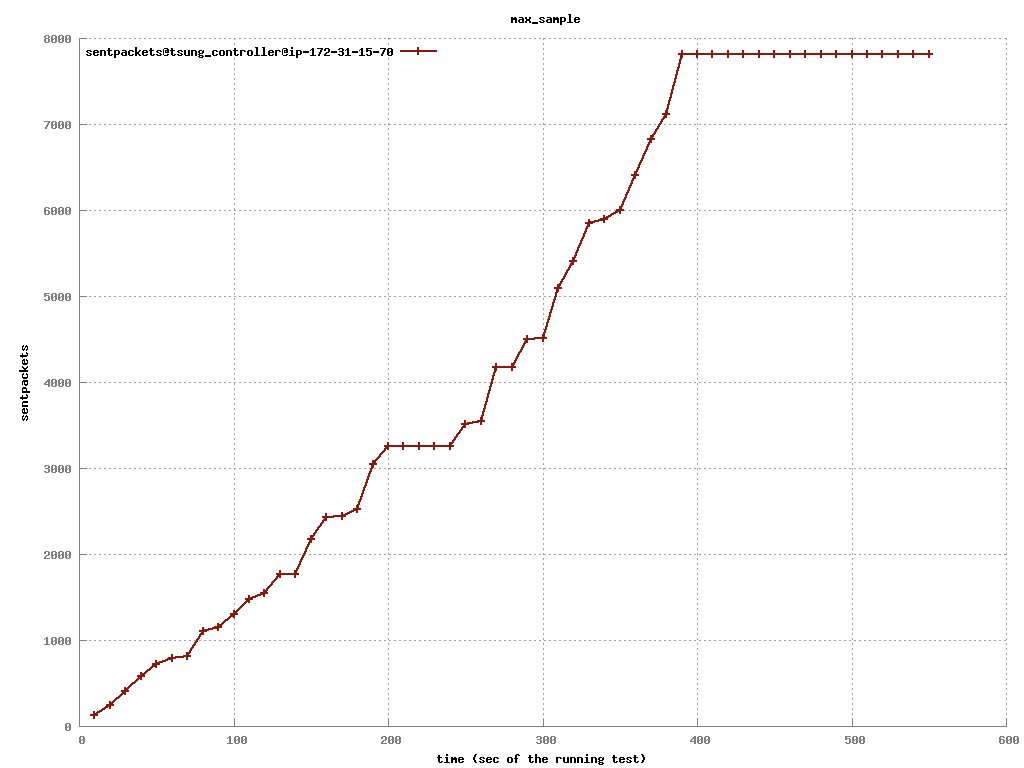 max_sample
8000
sentpackets@tsung_controller@ip-172-31-15-70
7000
6000
5000
4000
3000
2000
1000
0
sentpackets
0 100 200 300 400 500 600
time (sec of the running test)